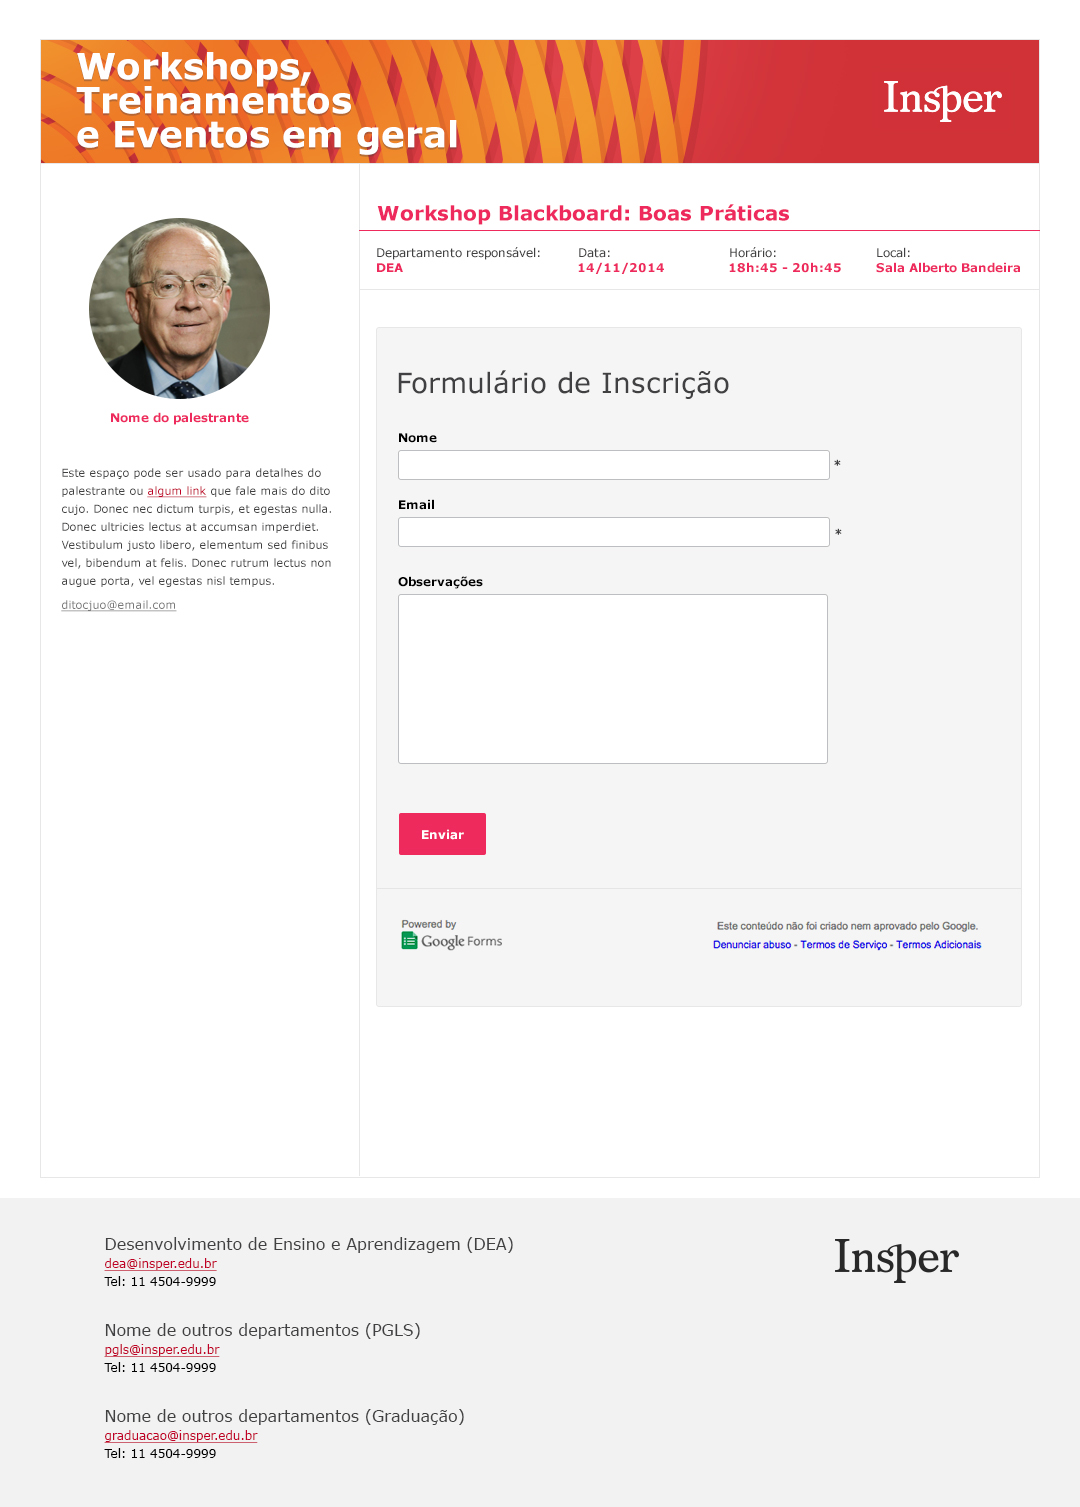 Workshops,
Treinamentos
e Eventos em geral
Insper
Nome do palestrante
Este espaço pode ser usado para detalhes do
palestrante ou algum link que fale mais do dito
cujo. Donec nec dictum turpis, et egestas nulla.
Donec ultricies lectus at accumsan imperdiet.
Vestibulum justo libero, elementum sed finibus
vel, bibendum at felis. Donec rutrum lectus non
augue porta, vel egestas nisl tempus.
ditocjuo@email.com
Workshop Blackboard: Boas Práticas
Departamento responsável: Data: Horário: Local:
DEA 14/11/2014 18h:45 - 20h:45 Sala Alberto Bandeira
Formulário de Inscrição
Nome
*
Email
*
Observações
Enviar
Powered by
Google Forms
Este conteúdo não foi criado nem aprovado pelo Google.
Denunciar abuso - Termos de Serviço - Termos Adicionais
Desenvolvimento de Ensino e Aprendizagem (DEA)
dea@insper.edu.br
Tel: 11 4504-9999
Insper
Nome de outros departamentos (PGLS)
pgls@insper.edu.br
Tel: 11 4504-9999
Nome de outros departamentos (Graduação)
graduacao@insper.edu.br
Tel: 11 4504-9999